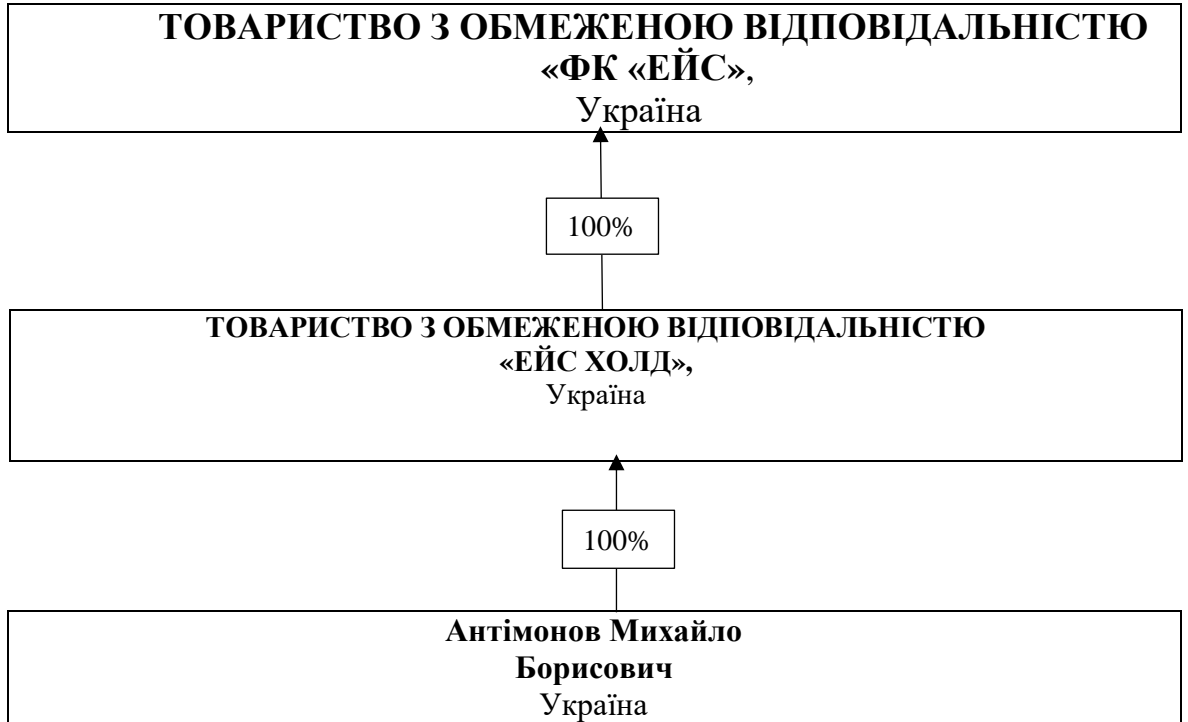 ТОВАРИСТВО З ОБМЕЖЕНОЮ ВІДПОВІДАЛЬНІСТЮ
«ФК «ЕЙС»,
Україна
100%
ТОВАРИСТВО З ОБМЕЖЕНОЮ ВІДПОВІДАЛЬНІСТЮ
«ЕЙС ХОЛД»,
Україна
100%
Антімонов Михайло
Борисович
Україна